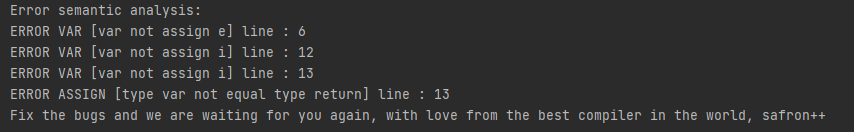 Error semantic analysis:
ERROR VAR [var not assign e] line : 6
ERROR VAR [var not assign i] line : 12
ERROR VAR [var not assign i] line : 13
ERROR ASSIGN [type var not equal type return] line : 13
Fix the bugs and we are waiting for you again, with love from the best compiler in the world, safron++